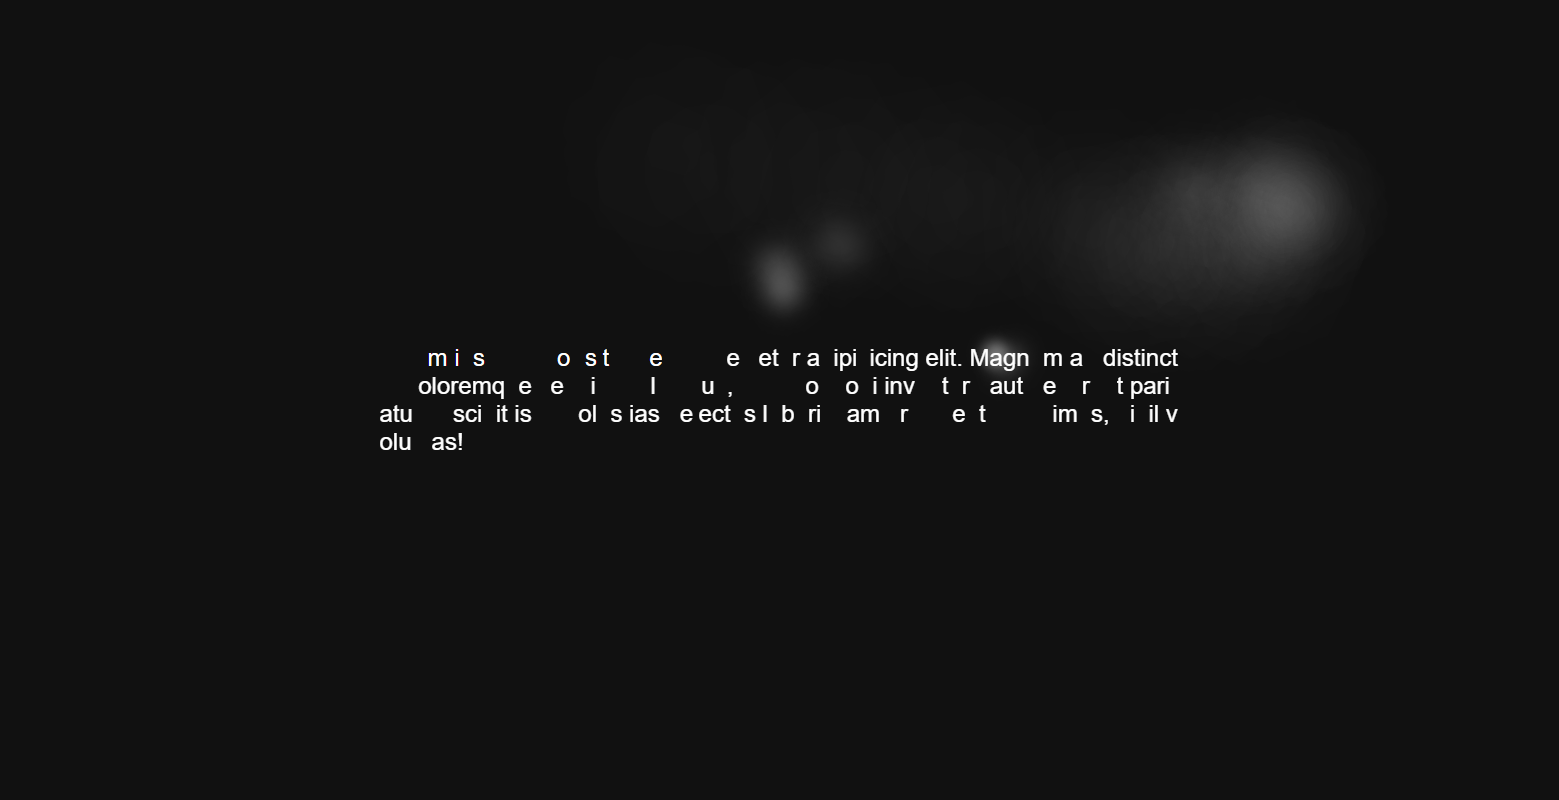 m i s o s t e e et r a ipi icing elit. Magn m a distinct
oloremq e e i l u , o o i inv t r aut e r t pari
atu sci it is ol s ias e ect s l b ri am r e t im s, i il v
olu as!